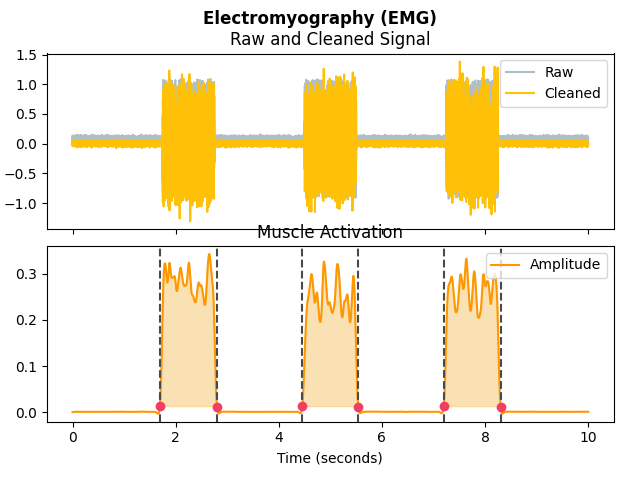 Electromyography (EMG)
Raw and Cleaned Signal
1.5
1.0
0.5
0.0
−0.5
−1.0
Raw
Cleaned
Muscle Activation
0.3
0.2
0.1
0.0
Amplitude
0 2 4 6 8 10
Time (seconds)